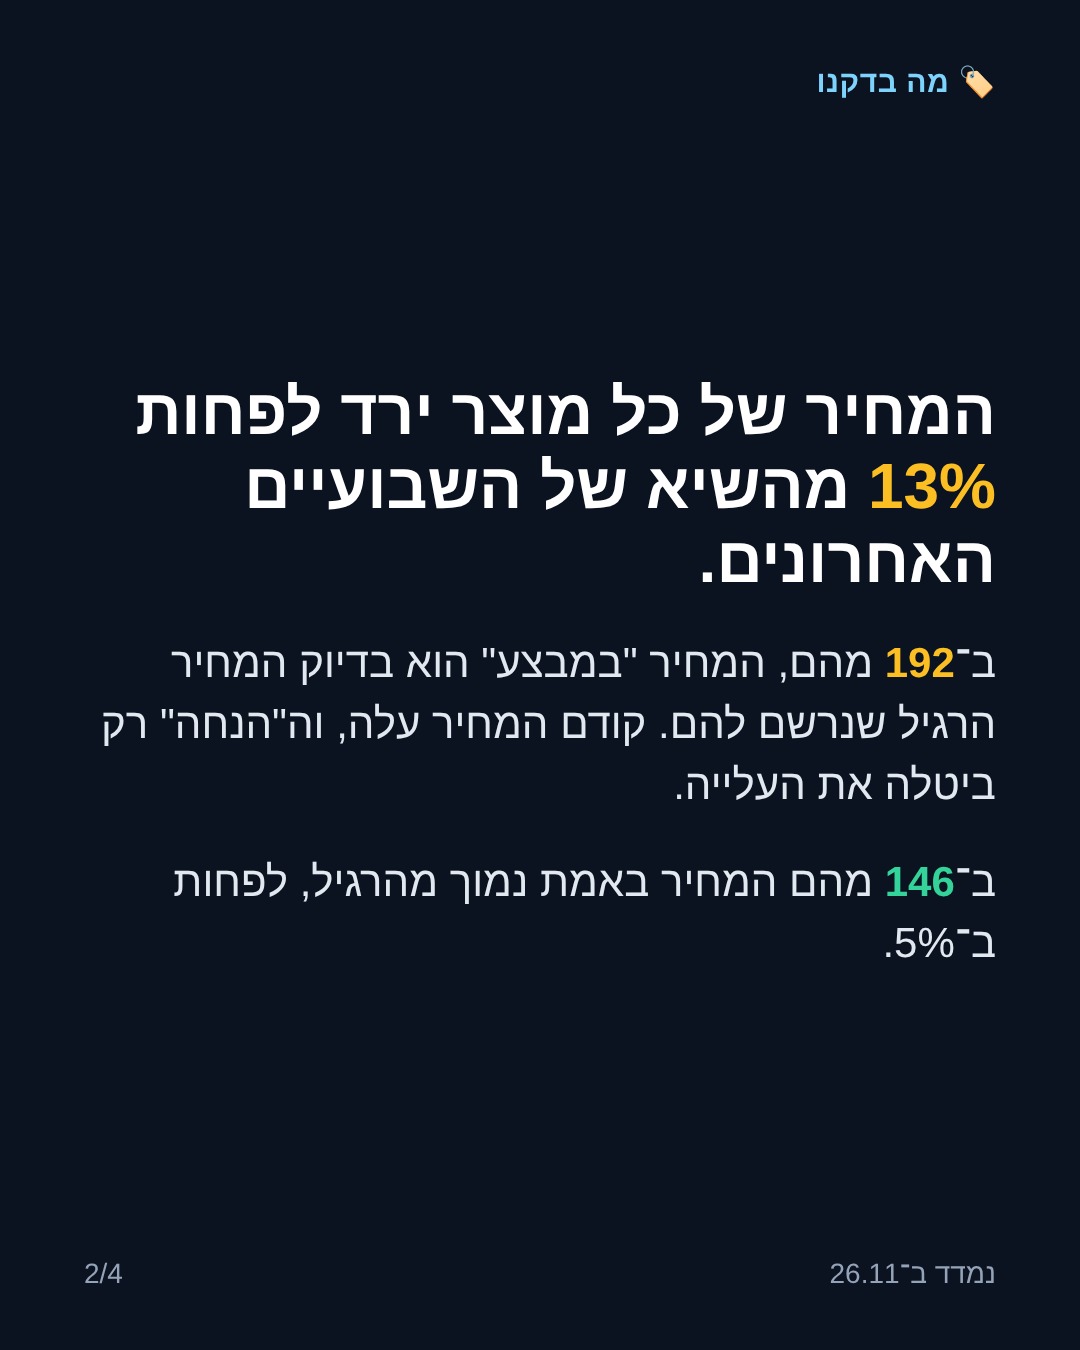 🏷️ מה בדקנו
המחיר של כל מוצר ירד לפחות
13% מהשיא של השבועיים
האחרונים.
ב־192 מהם, המחיר "במבצע" הוא בדיוק המחיר
הרגיל שנרשם להם. קודם המחיר עלה, וה"הנחה" רק
ביטלה את העלייה.
ב־146 מהם המחיר באמת נמוך מהרגיל, לפחות
ב־5%.
נמדד ב־26.11
2/4